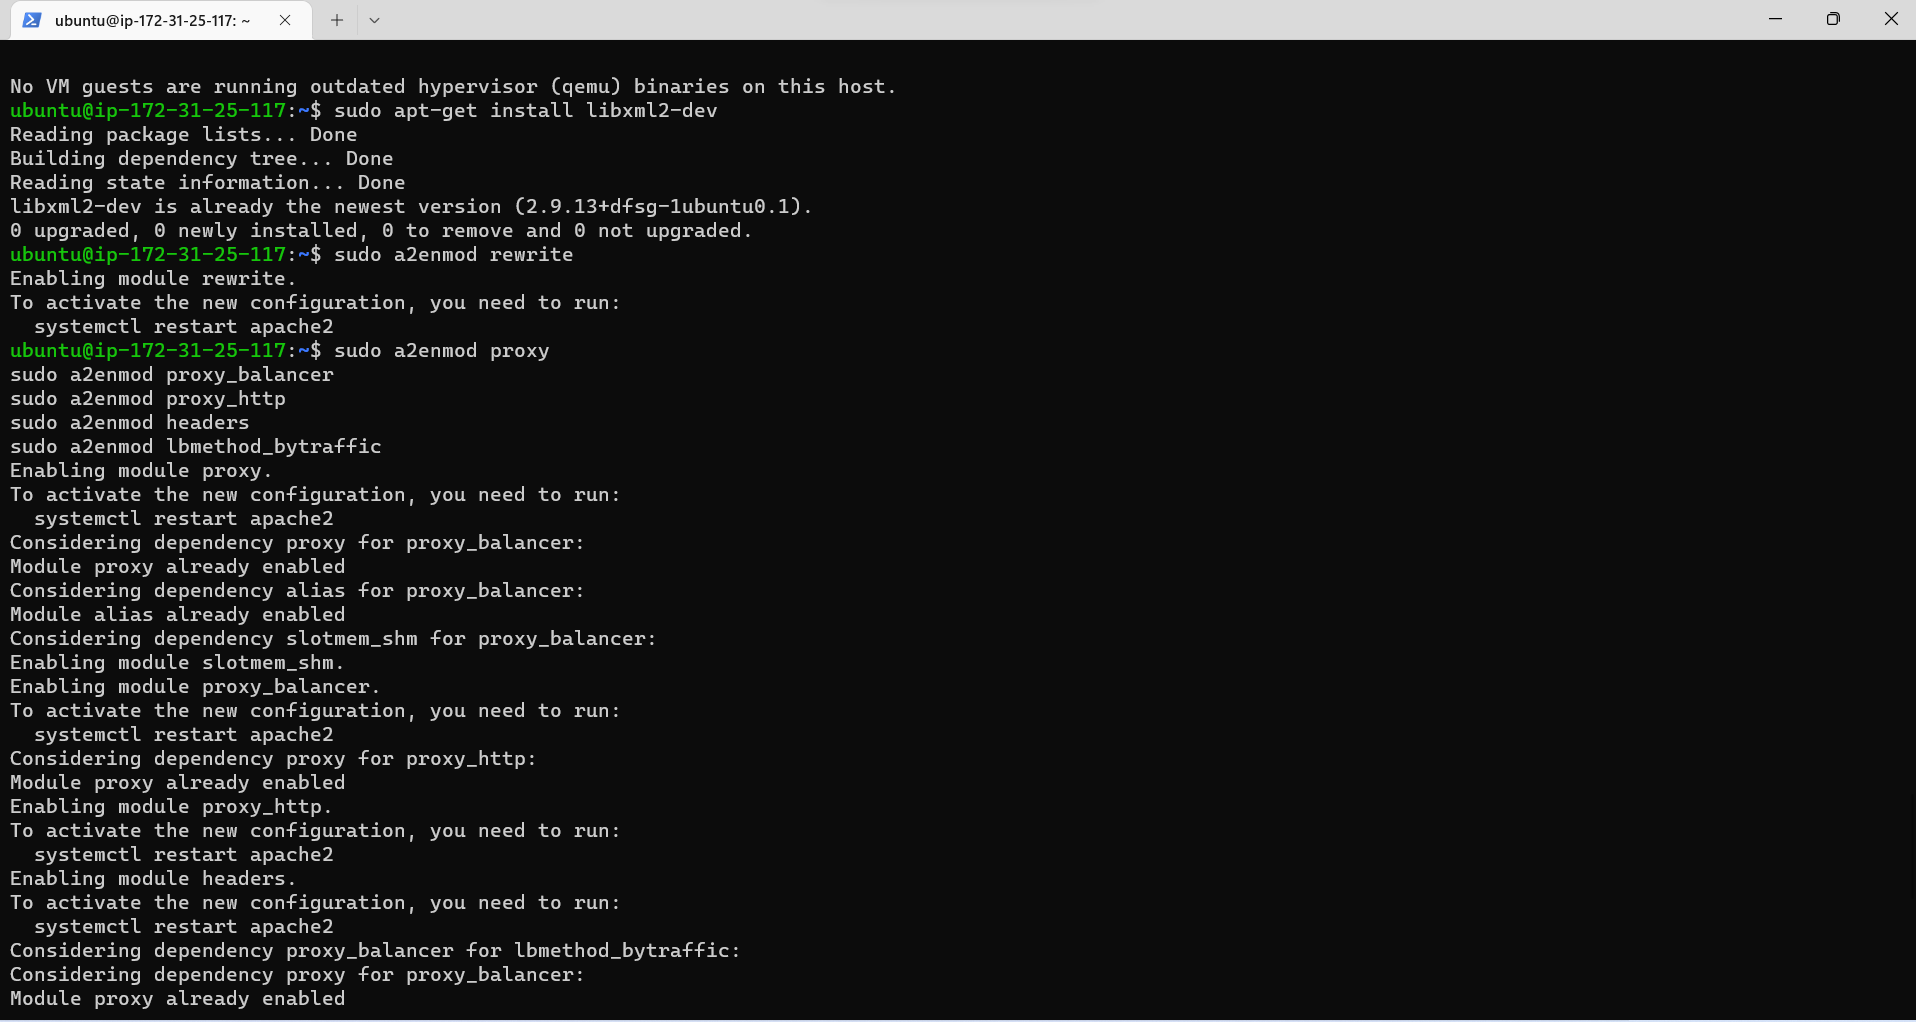 ubuntu@ip-172-31-25-117: ~
No VM guests are running outdated hypervisor (qemu) binaries on this host.
ubuntu@ip-172-31-25-117:~$ sudo apt-get install libxml2-dev
Reading package lists... Done
Building dependency tree... Done
Reading state information... Done
libxml2-dev is already the newest version (2.9.13+dfsg-1ubuntu0.1).
0 upgraded, 0 newly installed, 0 to remove and 0 not upgraded.
ubuntu@ip-172-31-25-117:~$ sudo a2enmod rewrite
Enabling module rewrite.
To activate the new configuration, you need to run:
  systemctl restart apache2
ubuntu@ip-172-31-25-117:~$ sudo a2enmod proxy
sudo a2enmod proxy_balancer
sudo a2enmod proxy_http
sudo a2enmod headers
sudo a2enmod lbmethod_bytraffic
Enabling module proxy.
To activate the new configuration, you need to run:
  systemctl restart apache2
Considering dependency proxy for proxy_balancer:
Module proxy already enabled
Considering dependency alias for proxy_balancer:
Module alias already enabled
Considering dependency slotmem_shm for proxy_balancer:
Enabling module slotmem_shm.
Enabling module proxy_balancer.
To activate the new configuration, you need to run:
  systemctl restart apache2
Considering dependency proxy for proxy_http:
Module proxy already enabled
Enabling module proxy_http.
To activate the new configuration, you need to run:
  systemctl restart apache2
Enabling module headers.
To activate the new configuration, you need to run:
  systemctl restart apache2
Considering dependency proxy_balancer for lbmethod_bytraffic:
Considering dependency proxy for proxy_balancer:
Module proxy already enabled